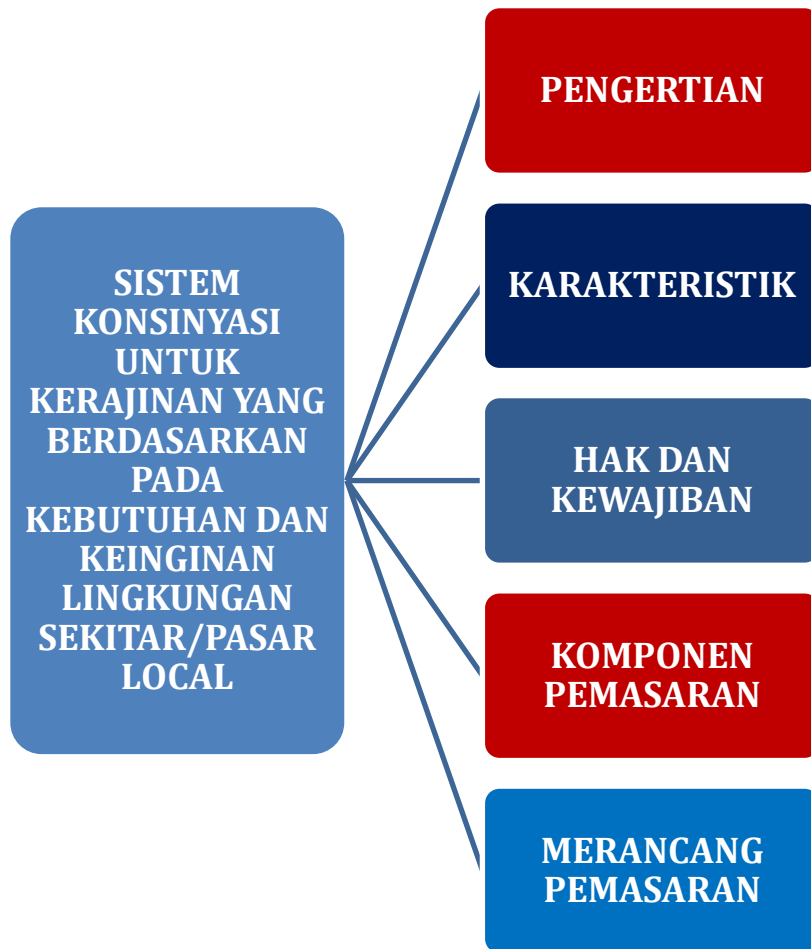 SISTEM
KONSINYASI
UNTUK
KERAJINAN YANG
BERDASARKAN
PADA
KEBUTUHAN DAN
KEINGINAN
LINGKUNGAN
SEKITAR/PASAR
LOCAL
PENGERTIAN
KARAKTERISTIK
HAK DAN
KEWAJIBAN
KOMPONEN
PEMASARAN
MERANCANG
PEMASARAN